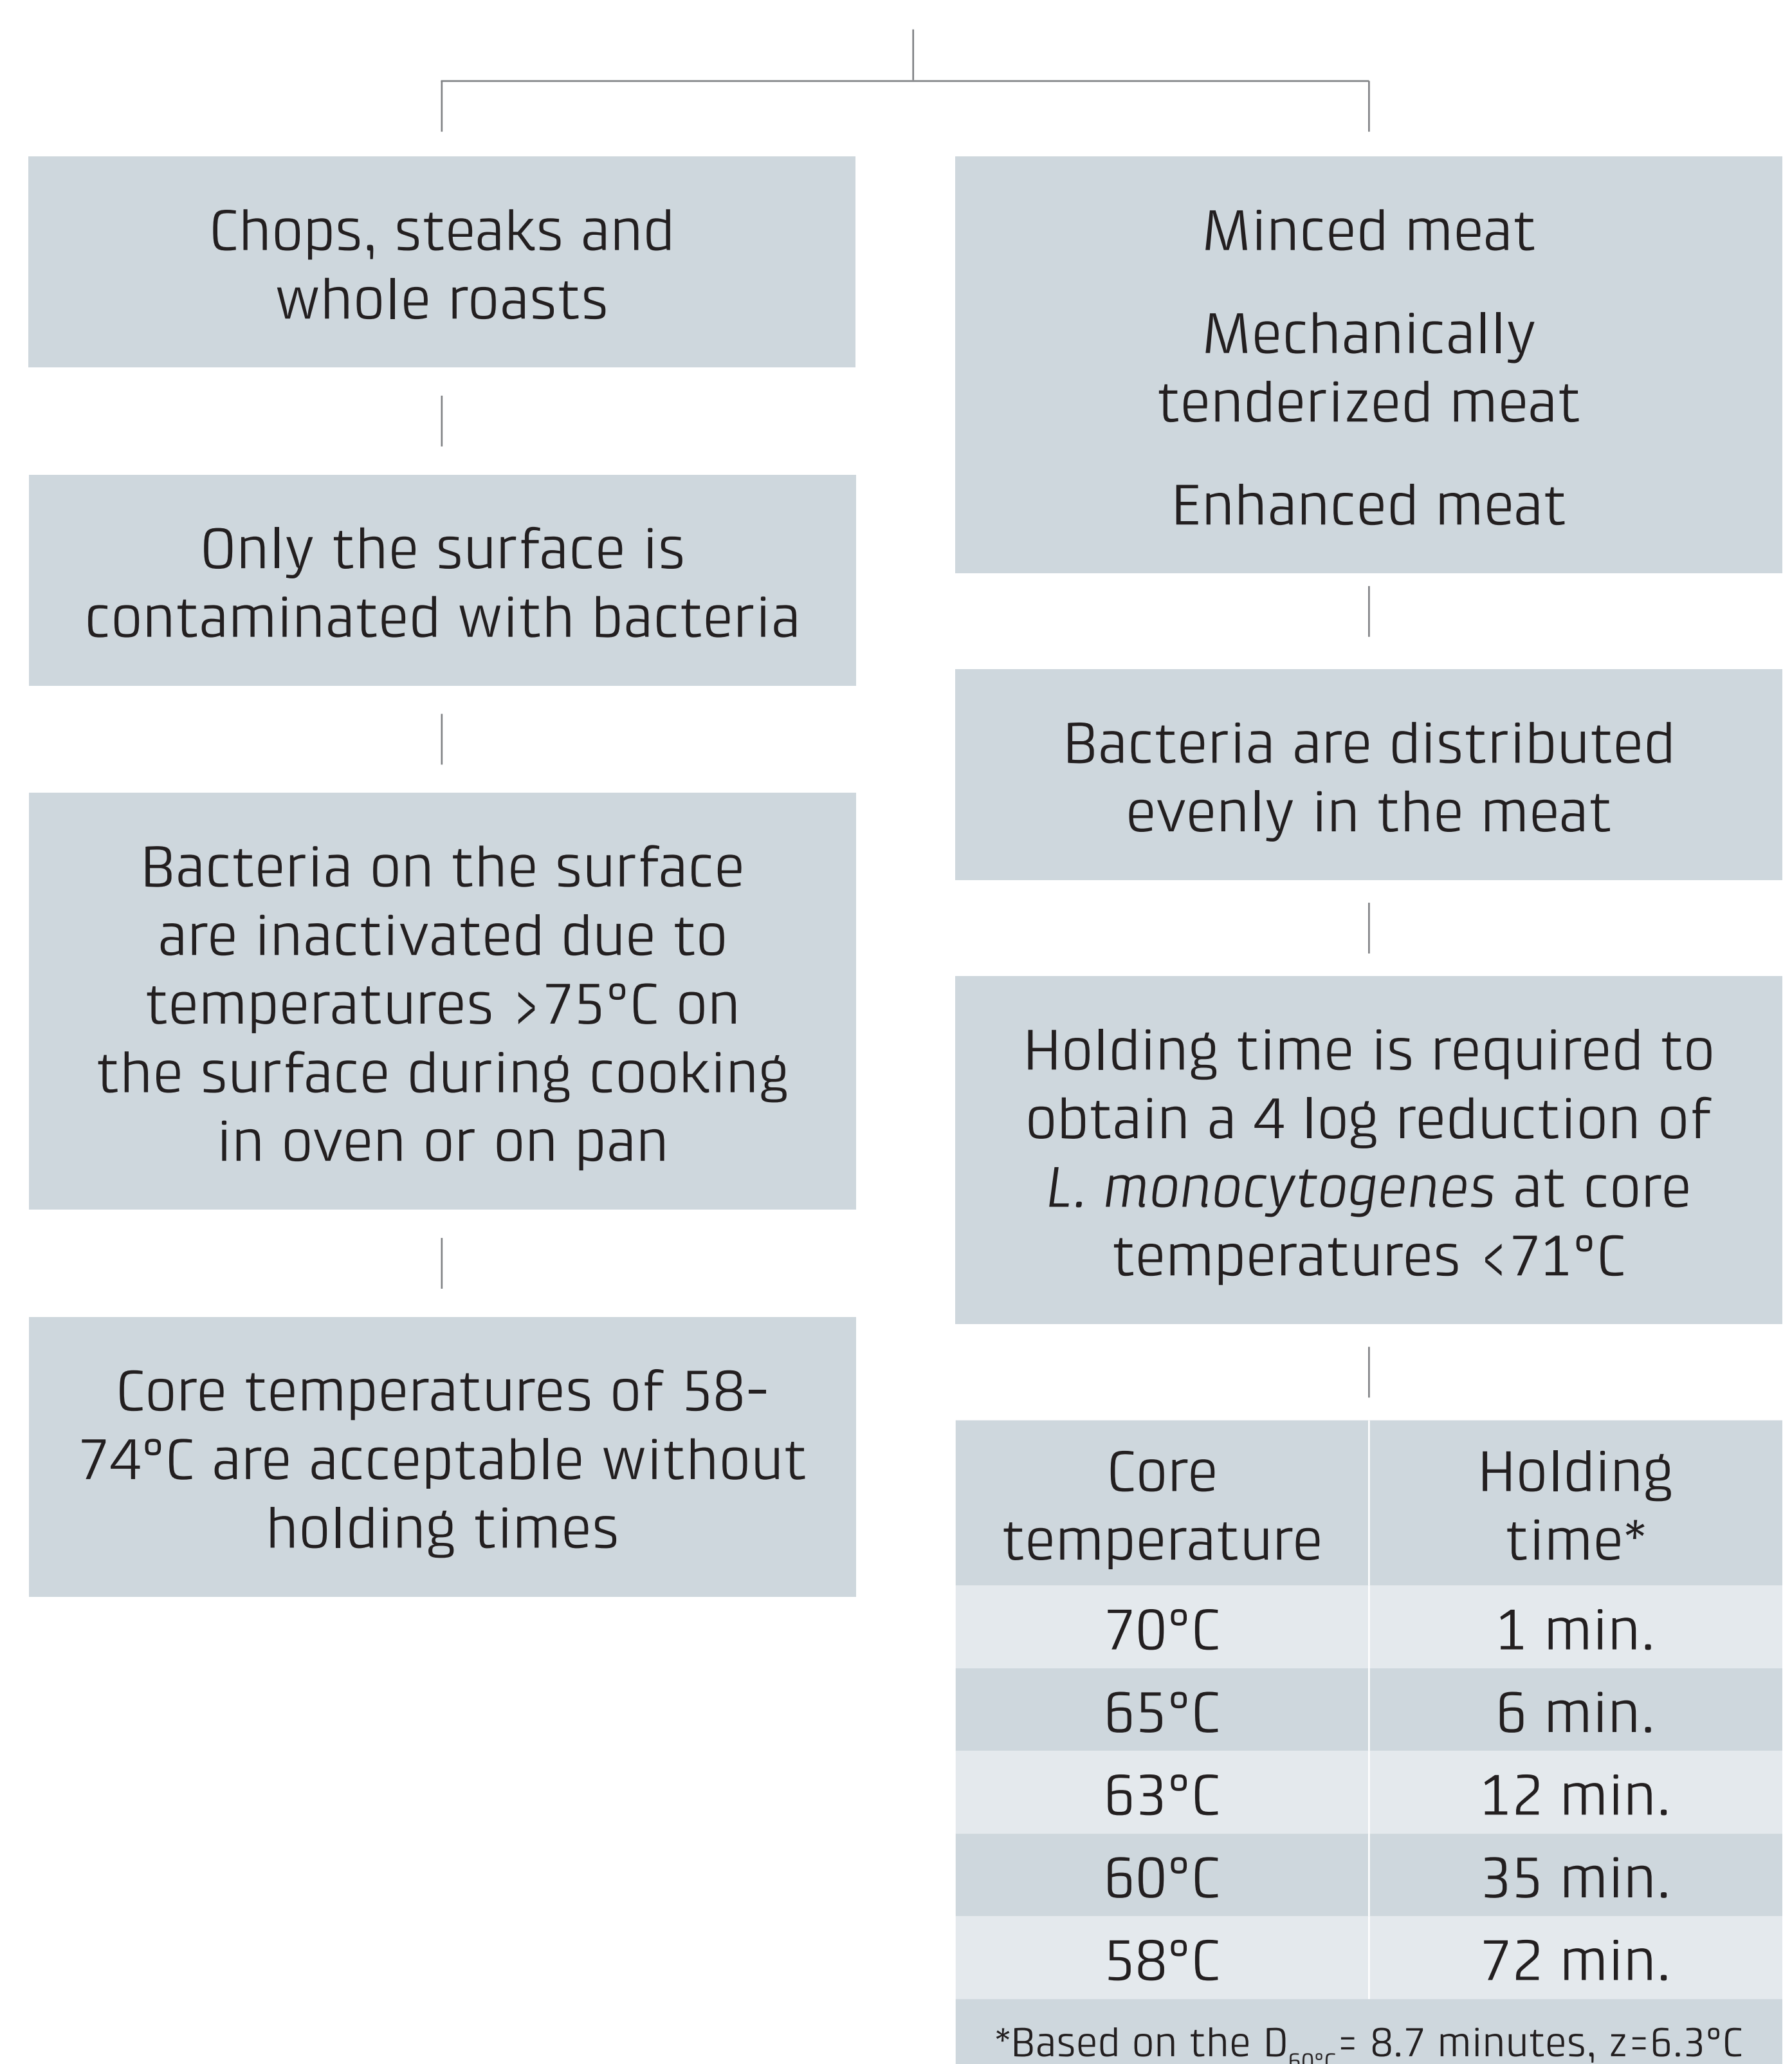 Chops, steaks and
whole roasts
Only the surface is
contaminated with bacteria
Bacteria on the surface
are inactivated due to
temperatures >75°C on
the surface during cooking
in oven or on pan
Core temperatures of 58-
74°C are acceptable without
holding times
Minced meat
Mechanically
tenderized meat
Enhanced meat
Bacteria are distributed
evenly in the meat
Holding time is required to
obtain a 4 log reduction of
L. monocytogenes at core
temperatures <71°C
Core temperature Holding time*
70°C 1 min.
65°C 6 min.
63°C 12 min.
60°C 35 min.
58°C 72 min.
*Based on the D60°C= 8.7 minutes, z=6.3°C